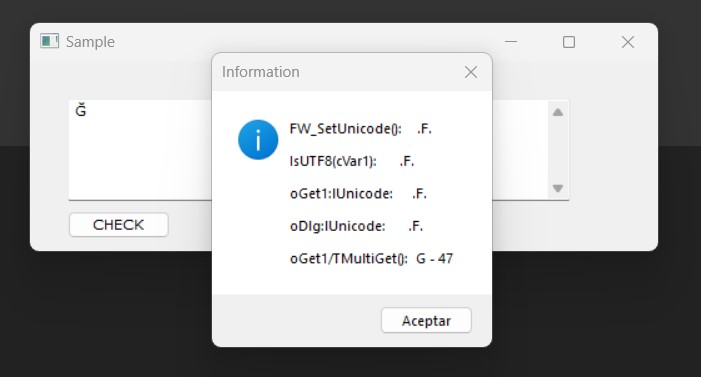 Sample
Information
Ğ
FW_SetUnicode(): .F.
IsUTF8(cVar1): .F.
oGet1:lUnicode: .F.
oDlg:lUnicode: .F.
oGet1/TMultiGet(): G - 47
CHECK
Aceptar